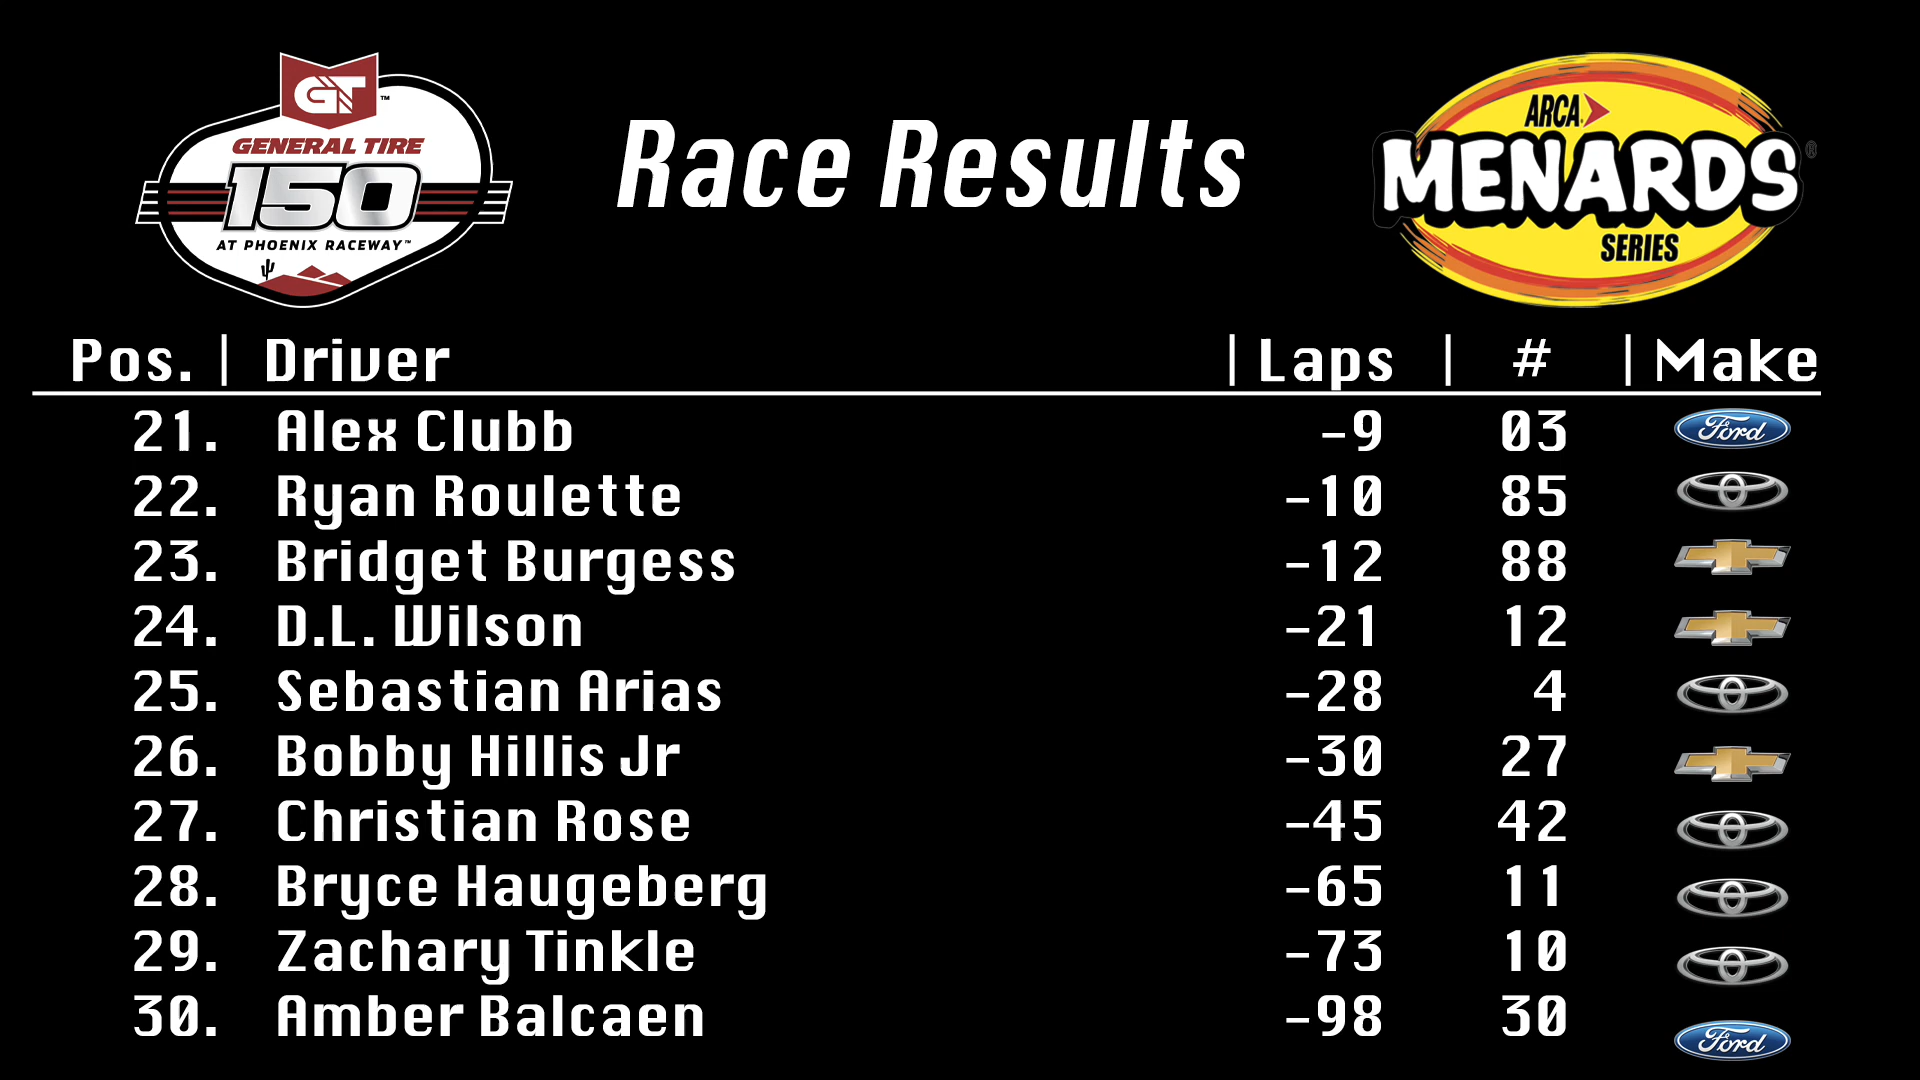 GT™
GENERAL TIRE
150
AT PHOENIX RACEWAY™
Race Results
ARCA
MENARDS®
SERIES
Pos. | Driver | Laps | # | Make
21. Alex Clubb -9 03 Ford
22. Ryan Roulette -10 85
23. Bridget Burgess -12 88
24. D.L. Wilson -21 12
25. Sebastian Arias -28 4
26. Bobby Hillis Jr -30 27
27. Christian Rose -45 42
28. Bryce Haugeberg -65 11
29. Zachary Tinkle -73 10
30. Amber Balcaen -98 30 Ford